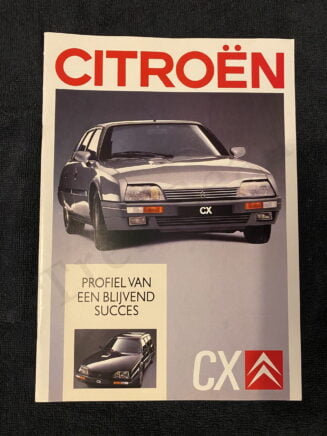 CITROËN
CX
PROFIEL VAN
EEN BLIJVEND
SUCCES
CX